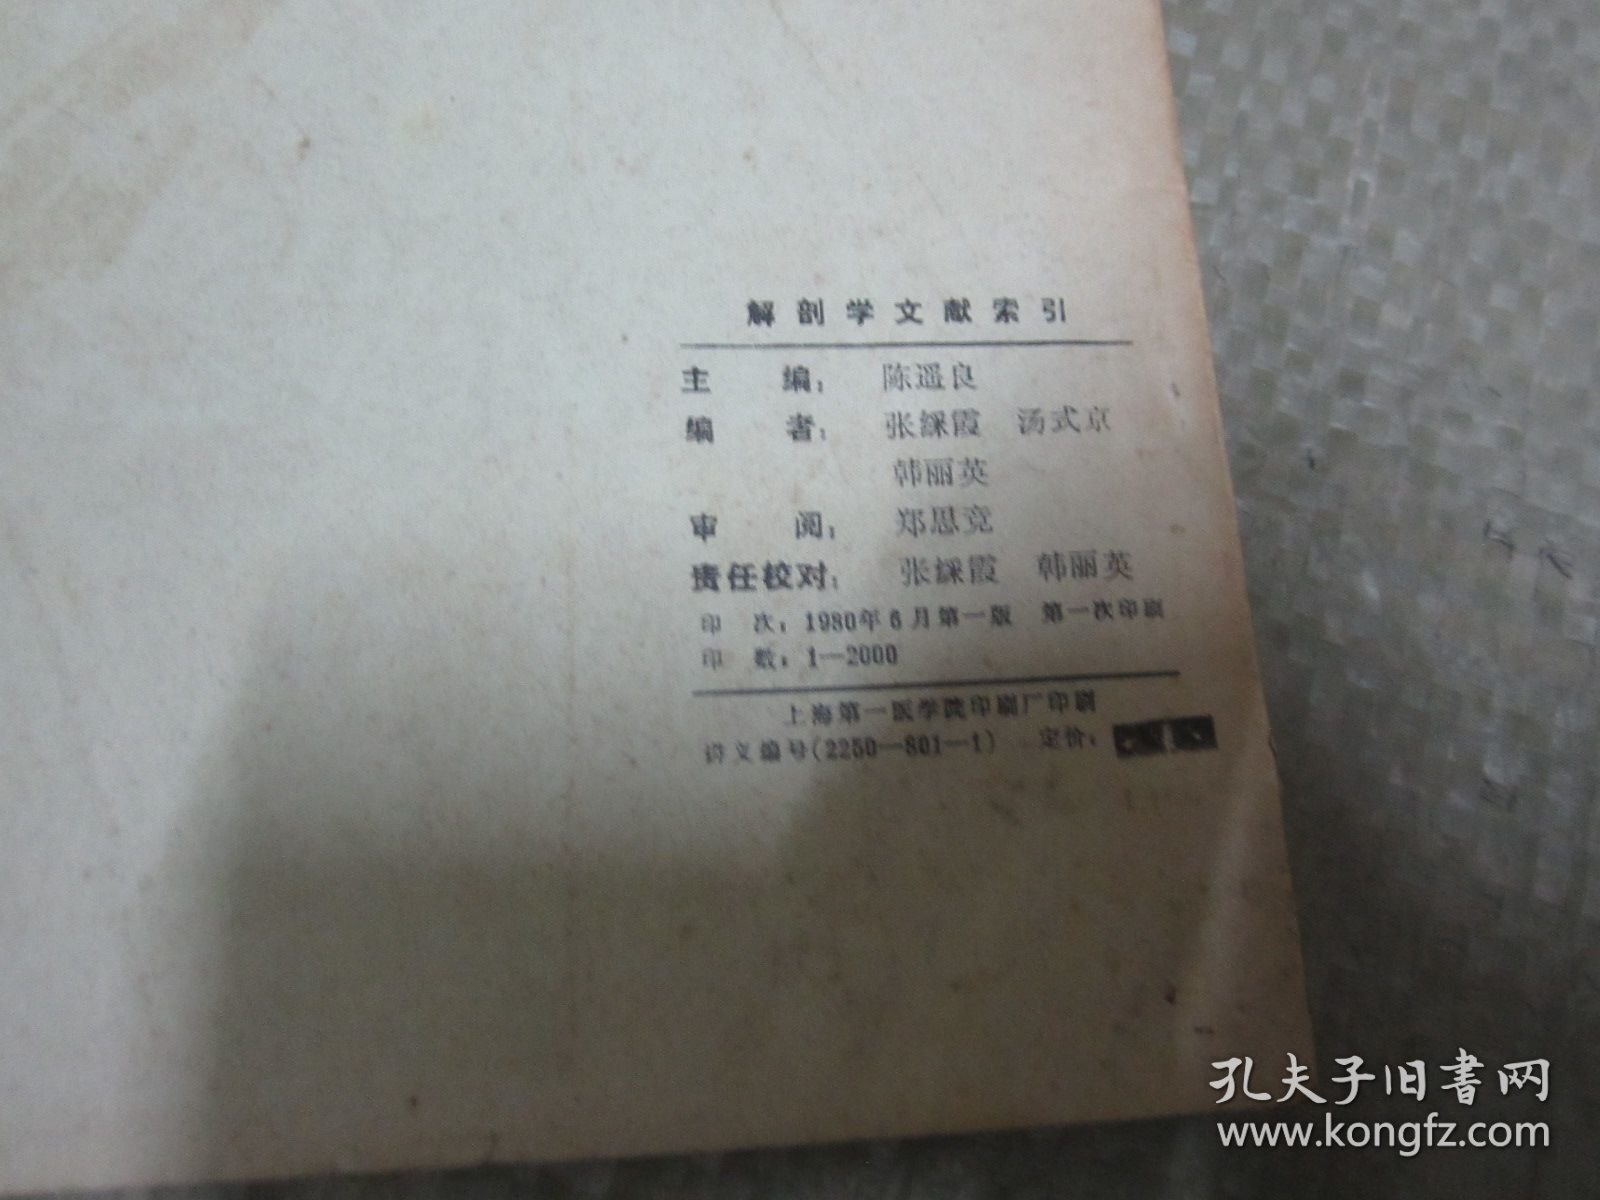 解剖学文献索引
主 编： 陈遥良
编 者： 张䌽霞 汤式京
韩丽英
审 阅： 郑思竞
责任校对： 张䌽霞 韩丽英
印 次：1980年6月第一版 第一次印刷
印 数：1—2000
上海第一医学院印刷厂印刷
讲义编号(2250—801—1) 定价：
孔夫子旧书网
www.kongfz.com